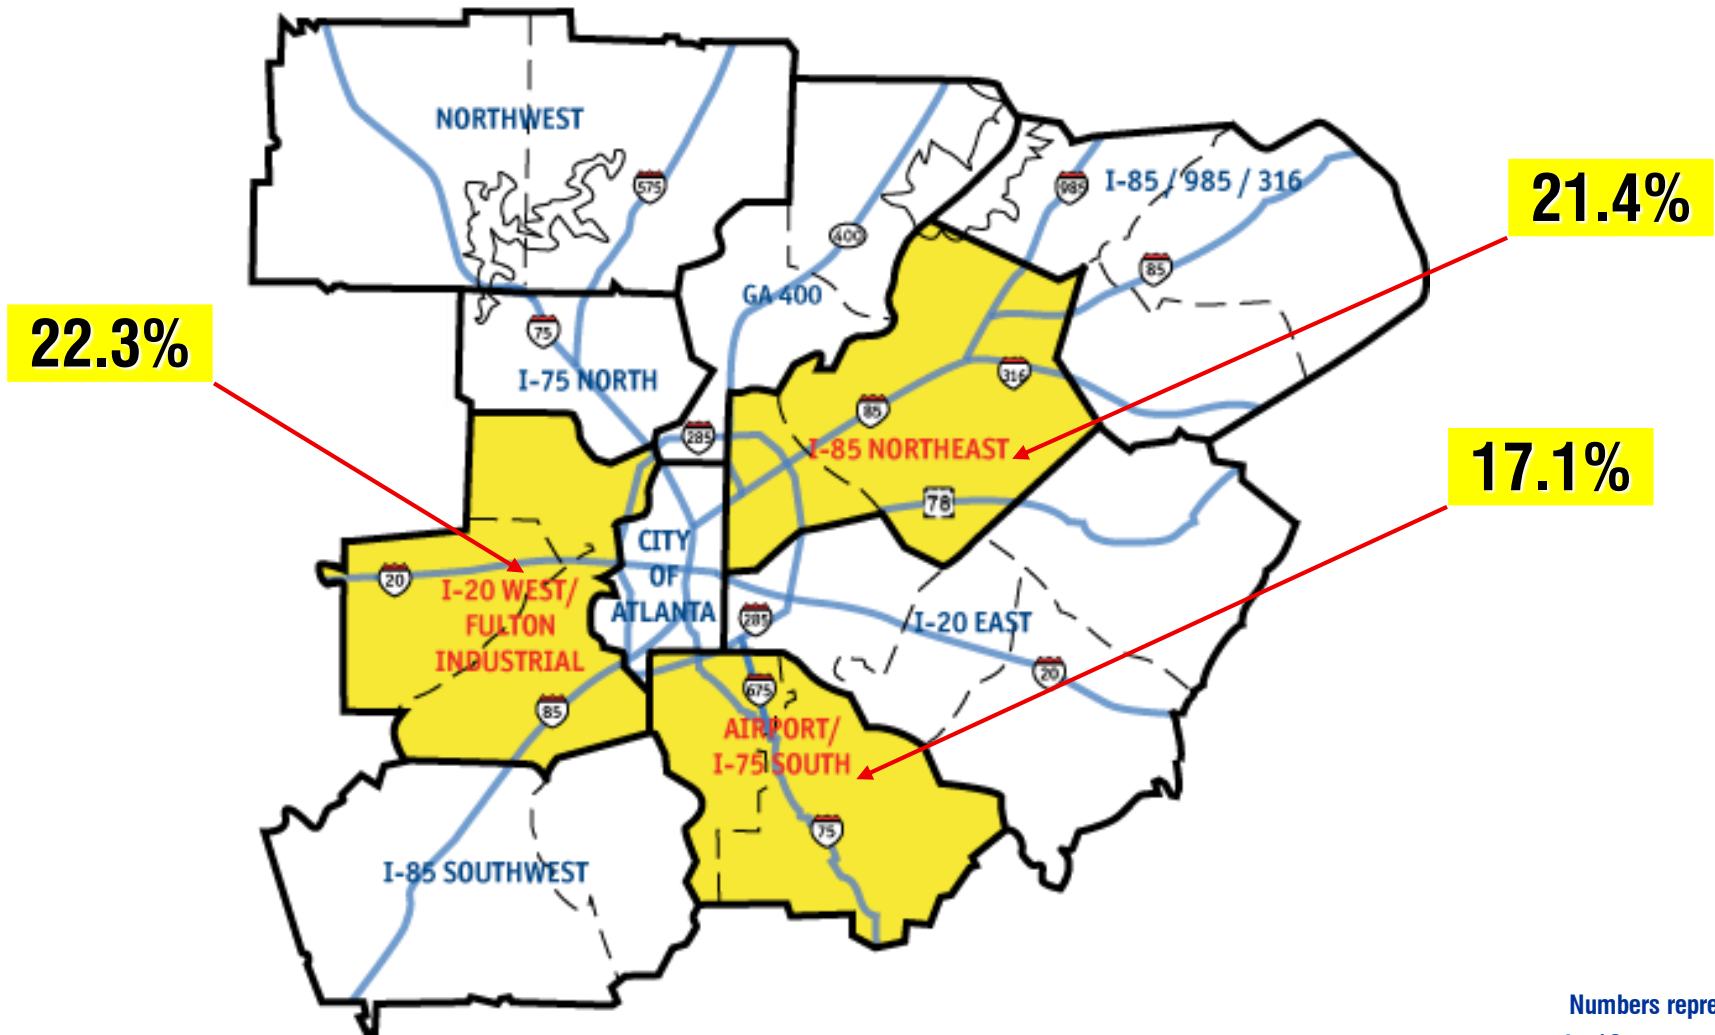 NORTHWEST
575
400
985
I-85 / 985 / 316
21.4%
85
GA 400
22.3%
75
I-75 NORTH
316
85
285
I-85 NORTHEAST
17.1%
78
CITY
OF
ATLANTA
20
I-20 WEST/
FULTON
INDUSTRIAL
285
I-20 EAST
20
675
85
AIRPORT/
I-75 SOUTH
75
I-85 SOUTHWEST
Numbers repre